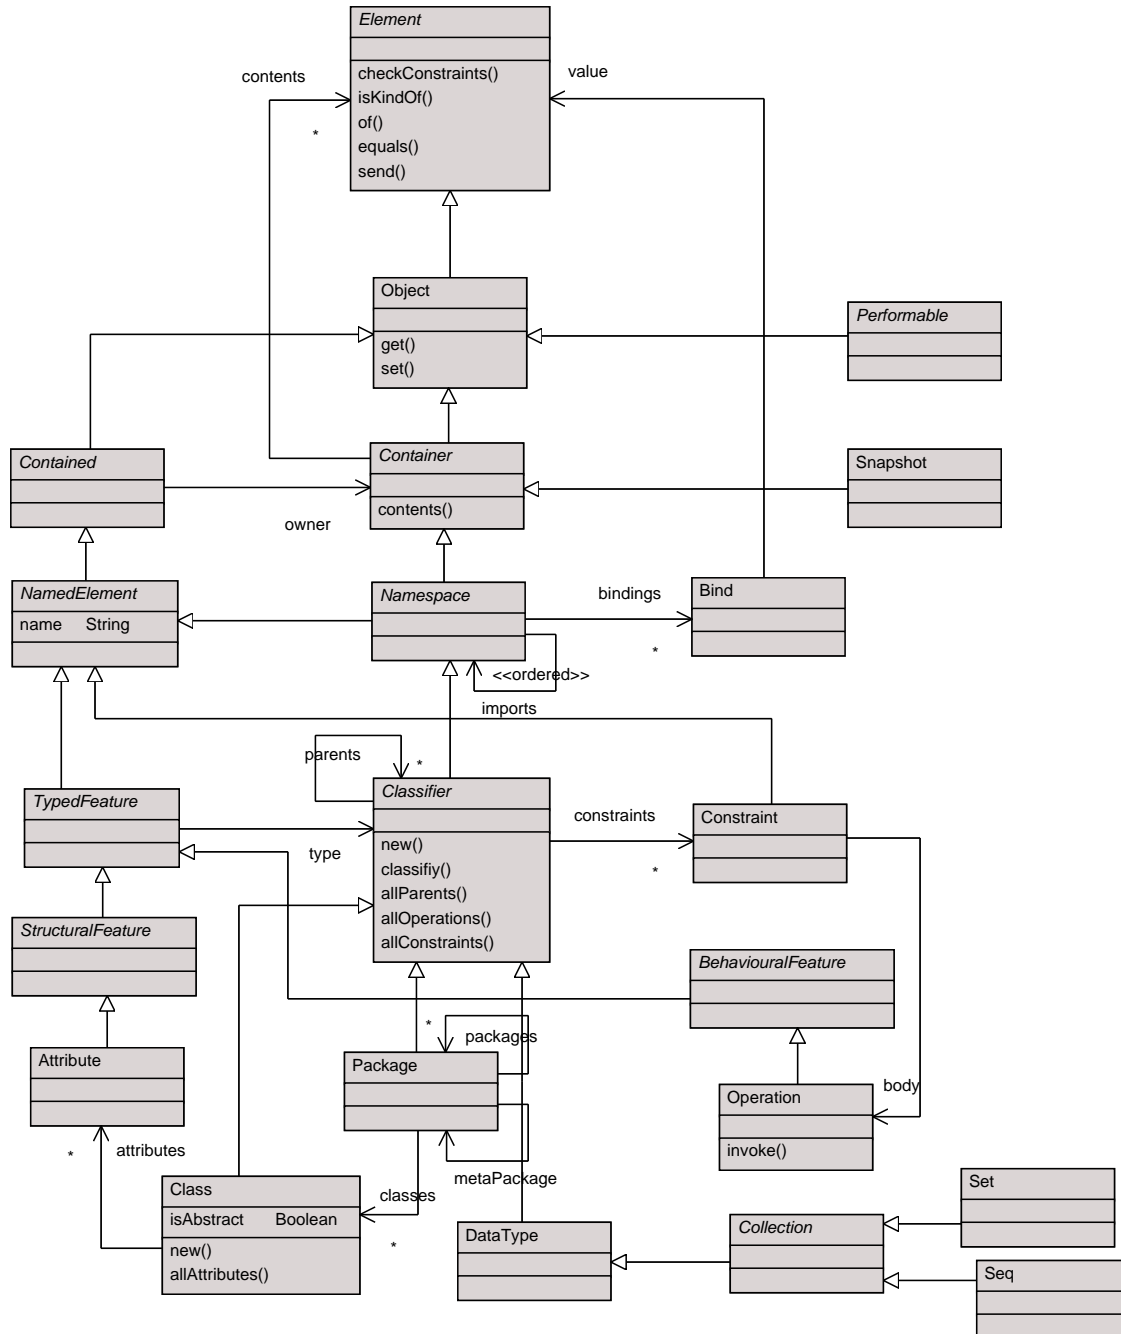 Element
contents
checkConstraints()
value
isKindOf()
*
of()
equals()
send()
Object
get()
set()
Performable
Contained
Container
contents()
Snapshot
owner
NamedElement
name String
Namespace
bindings
Bind
*
<<ordered>>
imports
parents
*
TypedFeature
Classifier
new()
classifiy()
allParents()
allOperations()
allConstraints()
constraints
*
Constraint
type
StructuralFeature
BehaviouralFeature
*
packages
Attribute
Package
body
Operation
invoke()
*
attributes
metaPackage
Class
isAbstract Boolean
new()
allAttributes()
classes
*
DataType
Collection
Set
Seq